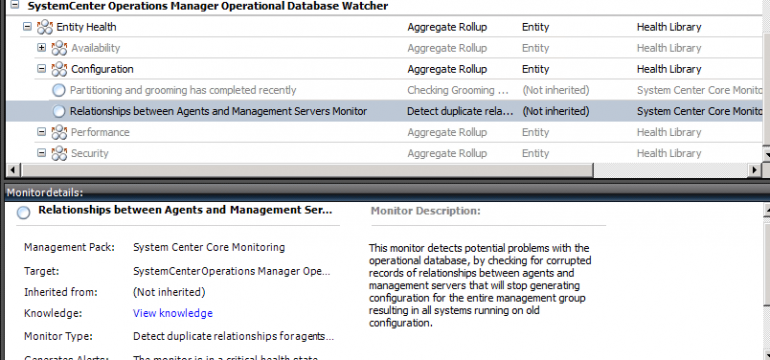 SystemCenter Operations Manager Operational Database Watcher
Entity Health Aggregate Rollup Entity Health Library
Availability Aggregate Rollup Entity Health Library
Configuration Aggregate Rollup Entity Health Library
Partitioning and grooming has completed recently Checking Grooming ... (Not inherited) System Center Core Monito
Relationships between Agents and Management Servers Monitor Detect duplicate rela... (Not inherited) System Center Core Monito
Performance Aggregate Rollup Entity Health Library
Security Aggregate Rollup Entity Health Library
Monitordetails:
Relationships between Agents and Management Ser...
Management Pack: System Center Core Monitoring
Target: SystemCenter Operations Manager Ope...
Inherited from: (Not inherited)
Knowledge: View knowledge
Monitor Type: Detect duplicate relationships for agents...
Generates Alerts: The monitor is in a critical health state
Monitor Description:
This monitor detects potential problems with the
operational database, by checking for corrupted
records of relationships between agents and
management servers that will stop generating
configuration for the entire management group
resulting in all systems running on old
configuration.